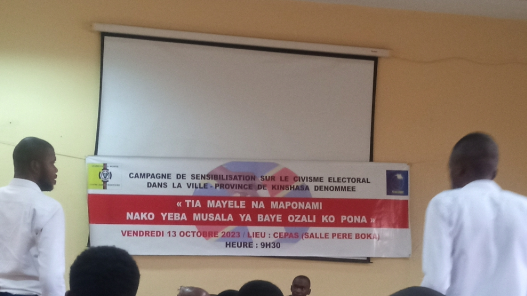 CAMPAGNE DE SENSIBILISATION SUR LE CIVISME ELECTORAL
DANS LA VILLE - PROVINCE DE KINSHASA DENOMMEE
« TIA MAYELE NA MAPONAMI
NAKO YEBA MUSALA YA BAYE OZALI KO PONA »
VENDREDI 13 OCTOBRE 2023 / LIEU : CEPAS (SALLE PERE BOKA)
HEURE : 9H30